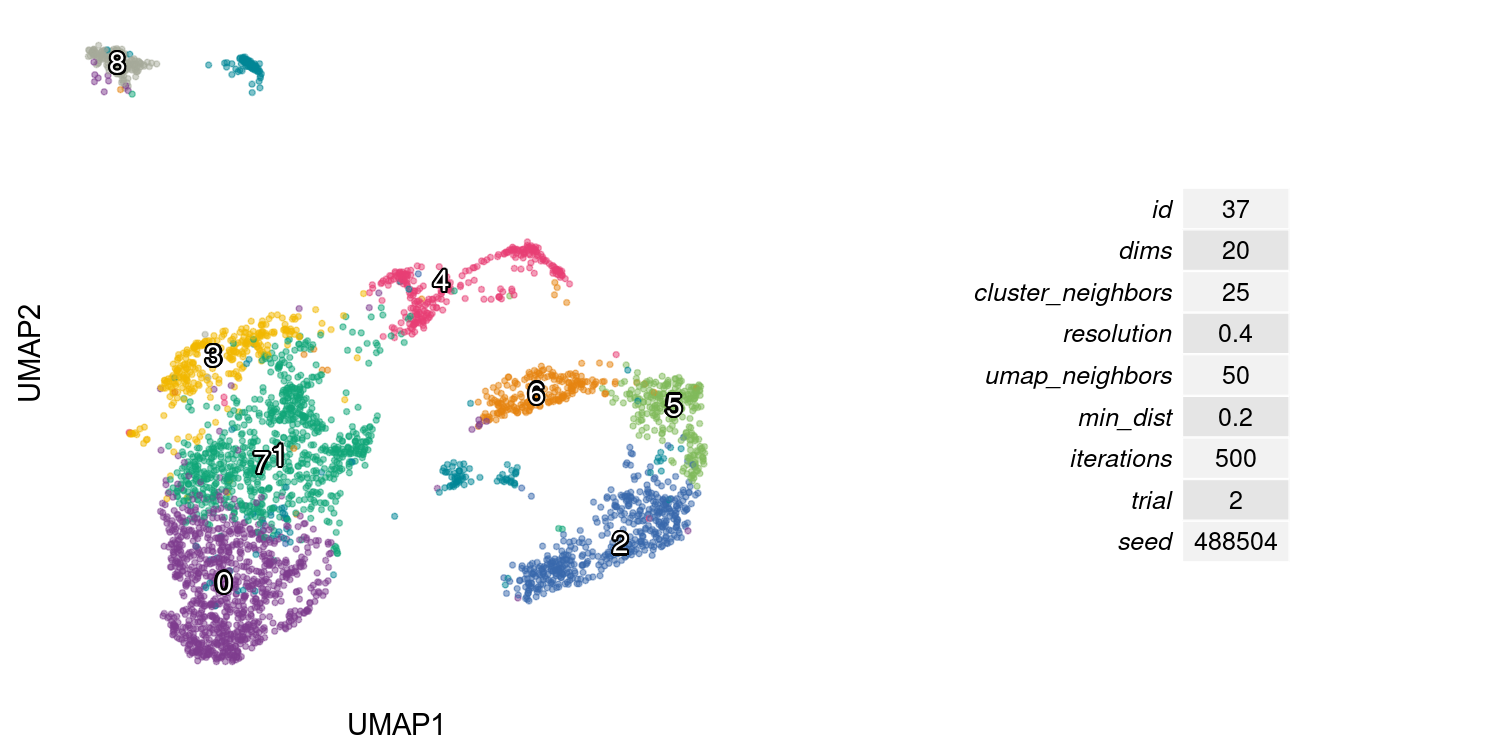 8
4
3
6
5
7
1
2
0
UMAP1
UMAP2
id 37
dims 20
cluster_neighbors 25
resolution 0.4
umap_neighbors 50
min_dist 0.2
iterations 500
trial 2
seed 488504